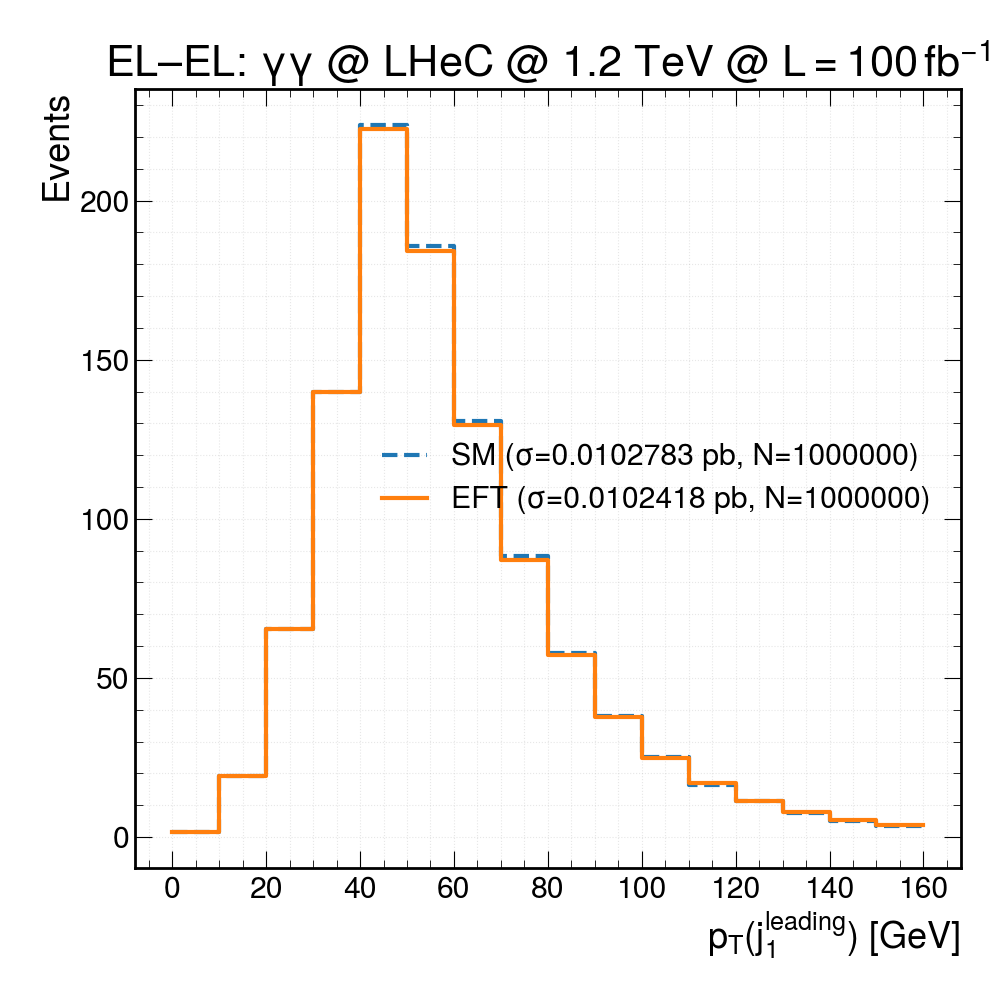 EL–EL: γγ @ LHeC @ 1.2 TeV @ L = 100 fb⁻¹
Events
200
150
100
50
0
SM (σ=0.0102783 pb, N=1000000)
EFT (σ=0.0102418 pb, N=1000000)
0 20 40 60 80 100 120 140 160
p_T(j_1^leading) [GeV]